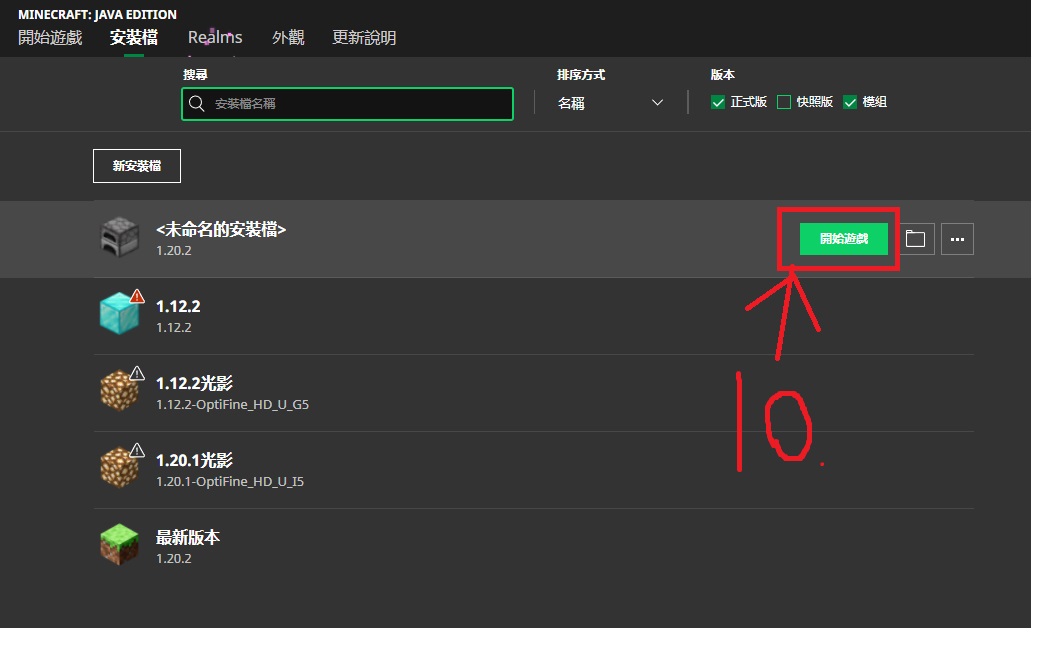 MINECRAFT: JAVA EDITION
開始遊戲 安裝檔 Realms 外觀 更新說明
搜尋 排序方式 版本
安裝檔名稱 名稱 正式版 快照版 模組
新安裝檔
<未命名的安裝檔>
1.20.2
開始遊戲
1.12.2
1.12.2
1.12.2光影
1.12.2-OptiFine_HD_U_G5
1.20.1光影
1.20.1-OptiFine_HD_U_I5
最新版本
1.20.2
10.